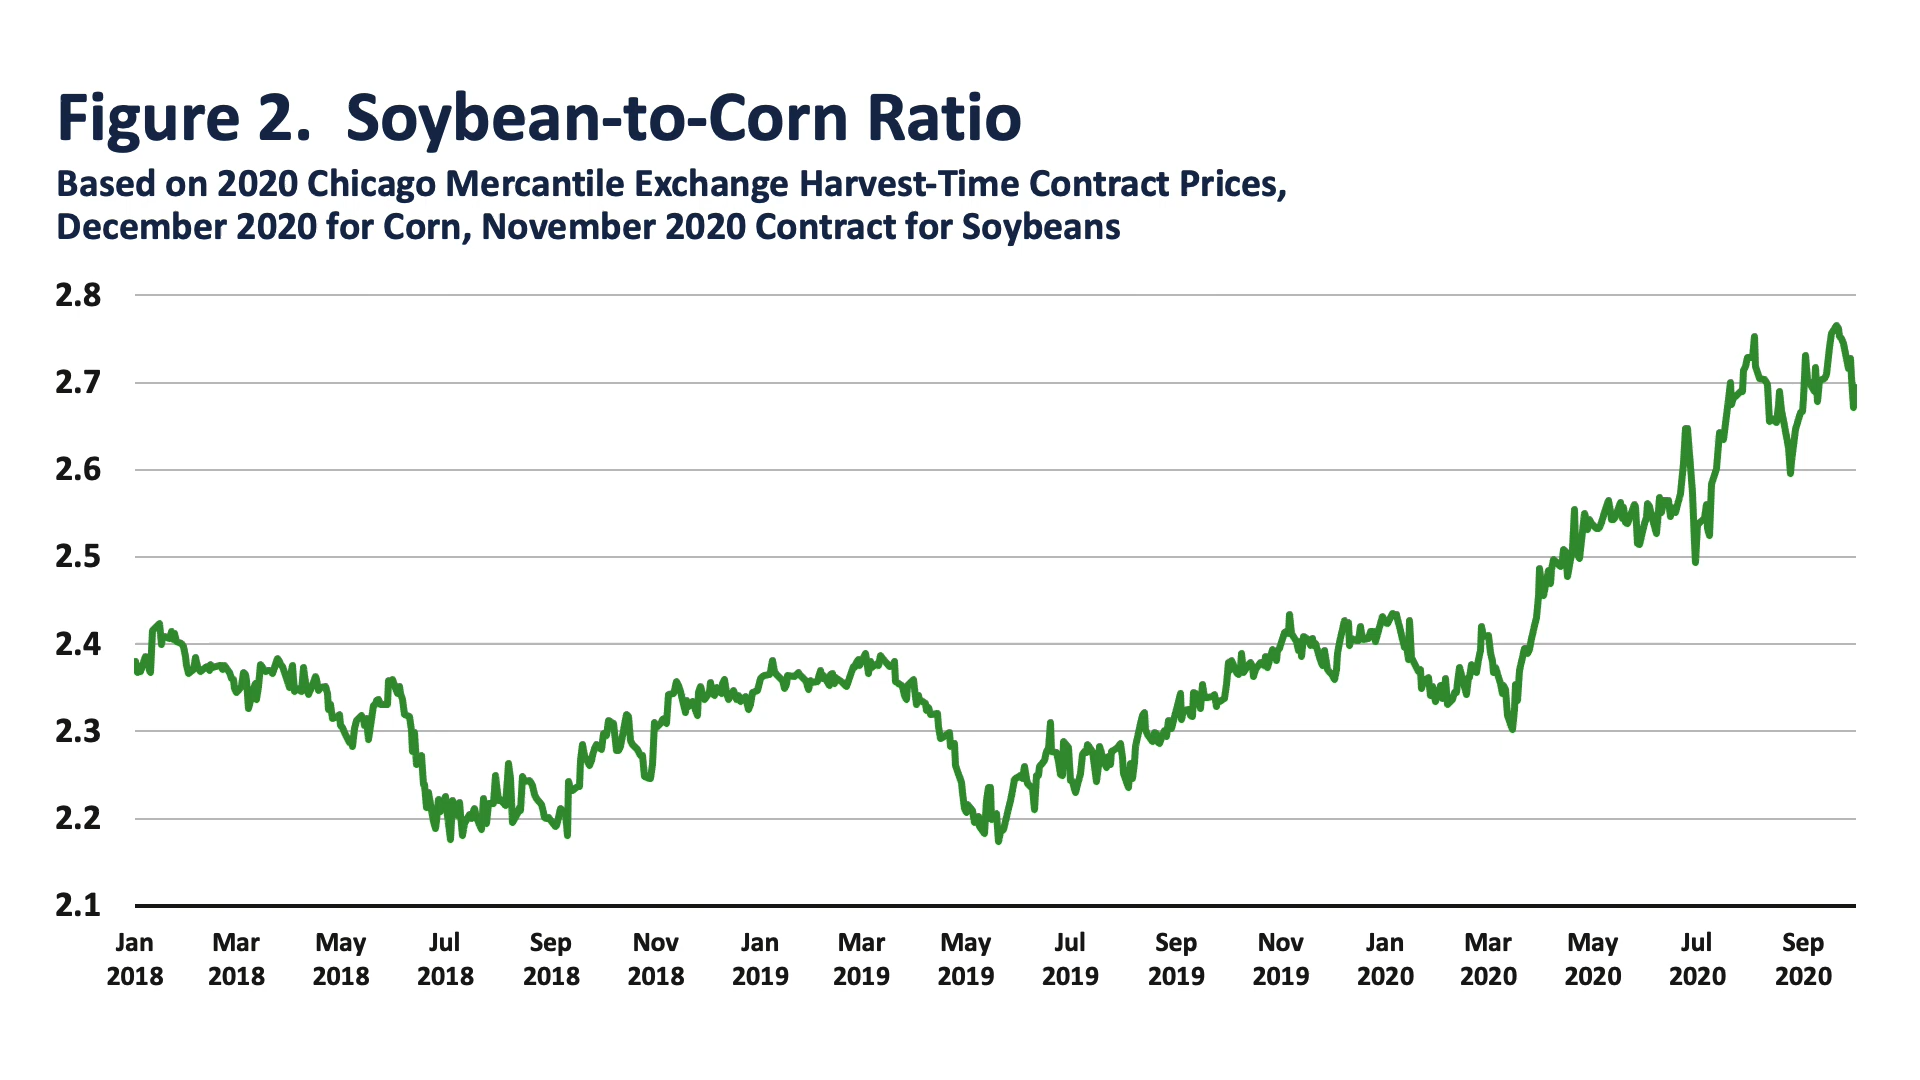 Figure 2.  Soybean-to-Corn Ratio
Based on 2020 Chicago Mercantile Exchange Harvest-Time Contract Prices,
December 2020 for Corn, November 2020 Contract for Soybeans
2.8
2.7
2.6
2.5
2.4
2.3
2.2
2.1
Jan Mar May Jul Sep Nov Jan Mar May Jul Sep Nov Jan Mar May Jul Sep
2018 2018 2018 2018 2018 2018 2019 2019 2019 2019 2019 2019 2020 2020 2020 2020 2020